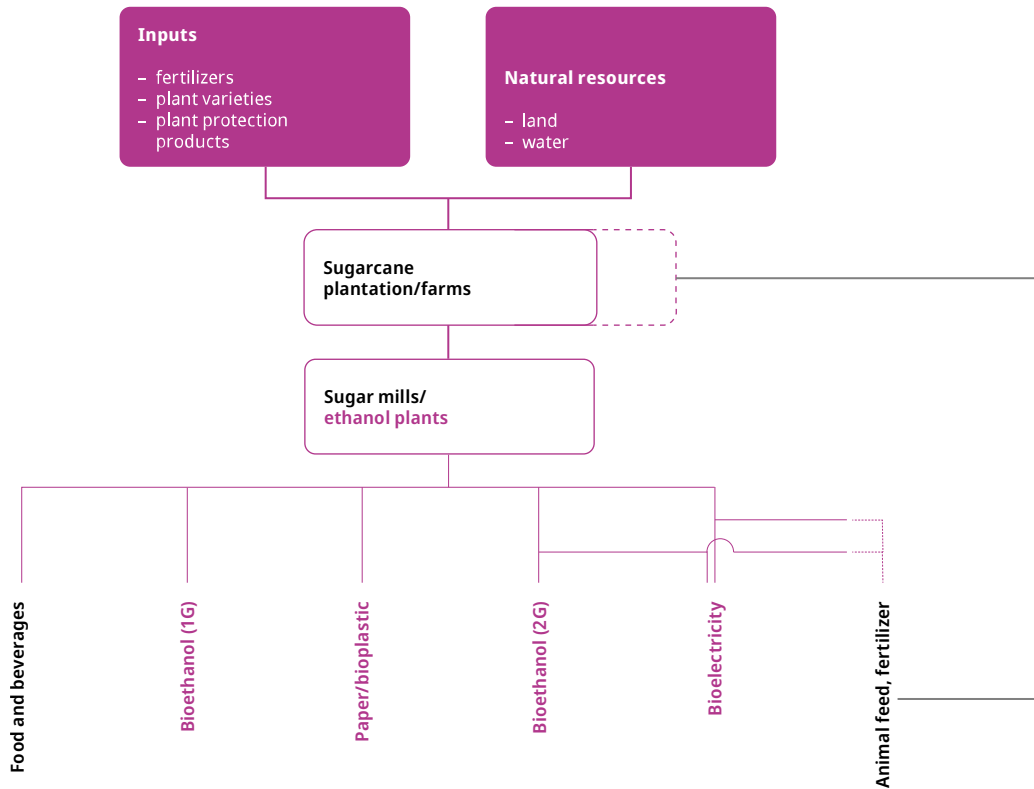 Inputs
– fertilizers
– plant varieties
– plant protection
products
Natural resources
– land
– water
Sugarcane
plantation/farms
Sugar mills/
ethanol plants
Food and beverages
Bioethanol (1G)
Paper/bioplastic
Bioethanol (2G)
Bioelectricity
Animal feed, fertilizer